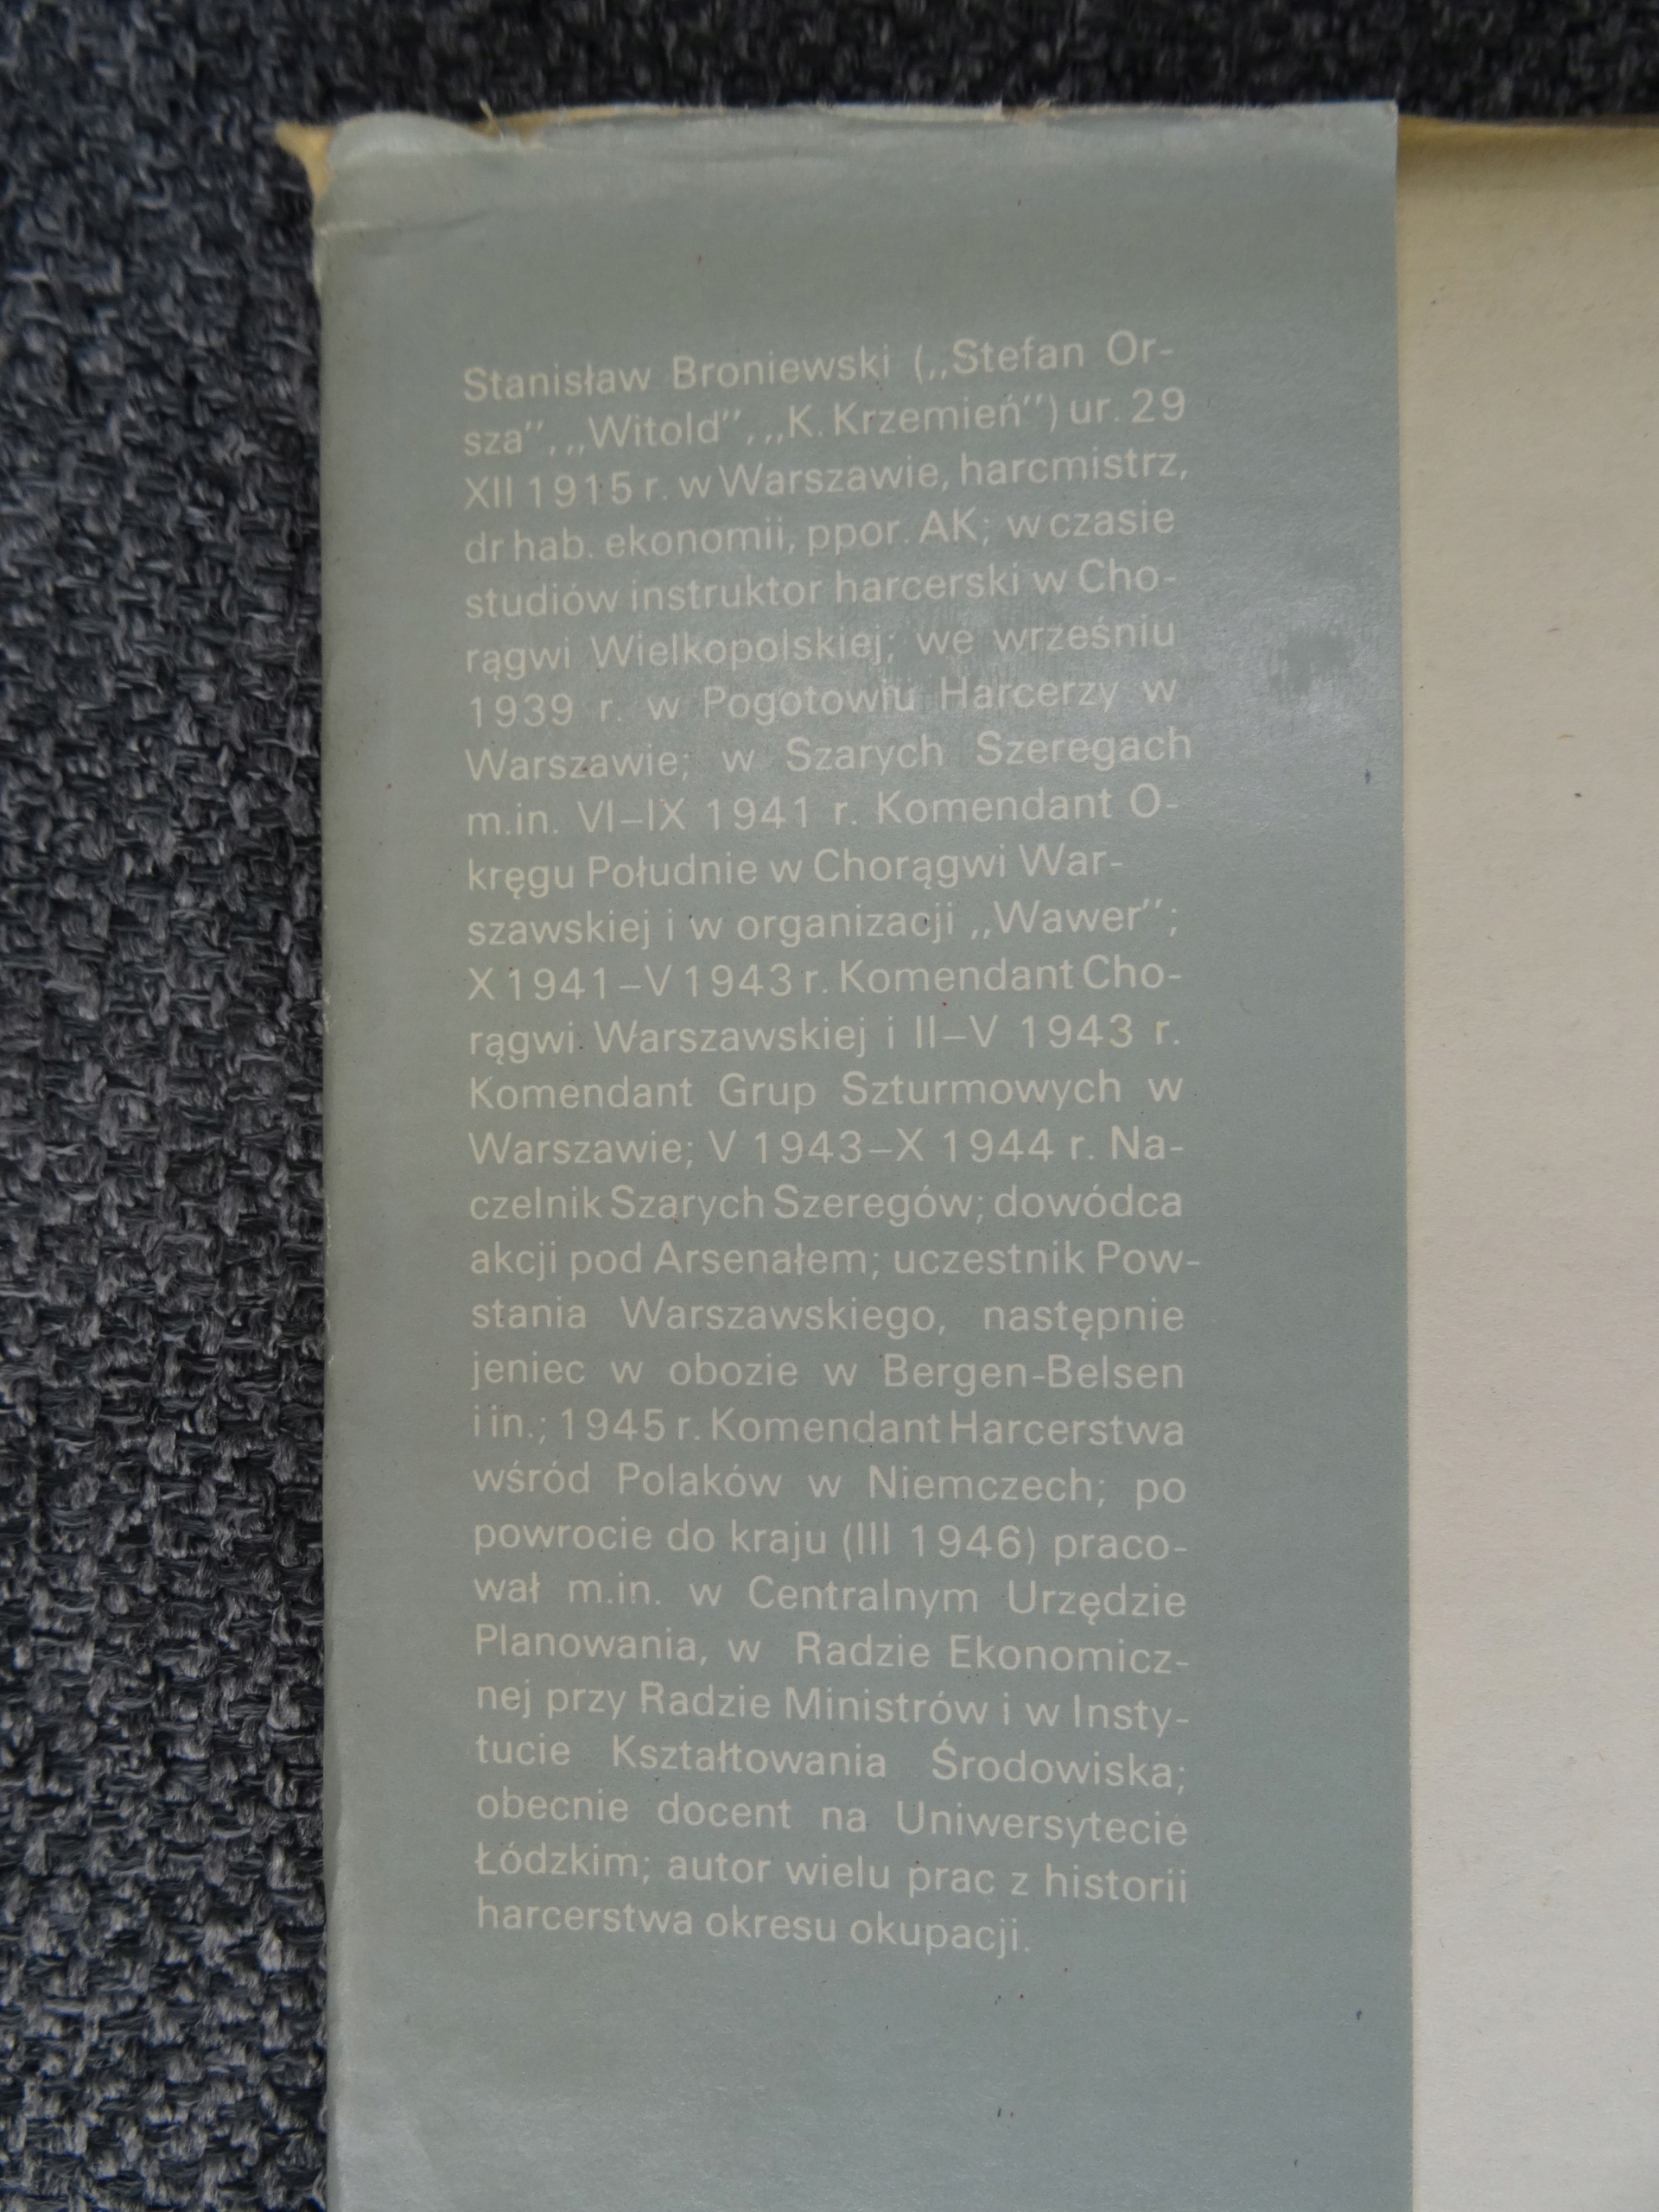 Stanisław Broniewski („Stefan Or-
sza”, „Witold”, „K. Krzemień”) ur. 29
XII 1915 r. w Warszawie, harcmistrz,
dr hab. ekonomii, ppor. AK; w czasie
studiów instruktor harcerski w Cho-
rągwi Wielkopolskiej; we wrześniu
1939 r. w Pogotowiu Harcerzy w
Warszawie; w Szarych Szeregach
m.in. VI–IX 1941 r. Komendant O-
kręgu Południe w Chorągwi War-
szawskiej i w organizacji „Wawer”;
X 1941–V 1943 r. Komendant Cho-
rągwi Warszawskiej i II–V 1943 r.
Komendant Grup Szturmowych w
Warszawie; V 1943–X 1944 r. Na-
czelnik Szarych Szeregów; dowódca
akcji pod Arsenałem; uczestnik Pow-
stania Warszawskiego, następnie
jeniec w obozie w Bergen-Belsen
i in.; 1945 r. Komendant Harcerstwa
wśród Polaków w Niemczech; po
powrocie do kraju (III 1946) praco-
wał m.in. w Centralnym Urzędzie
Planowania, w Radzie Ekonomicz-
nej przy Radzie Ministrów i w Insty-
tucie Kształtowania Środowiska;
obecnie docent na Uniwersytecie
Łódzkim; autor wielu prac z historii
harcerstwa okresu okupacji.